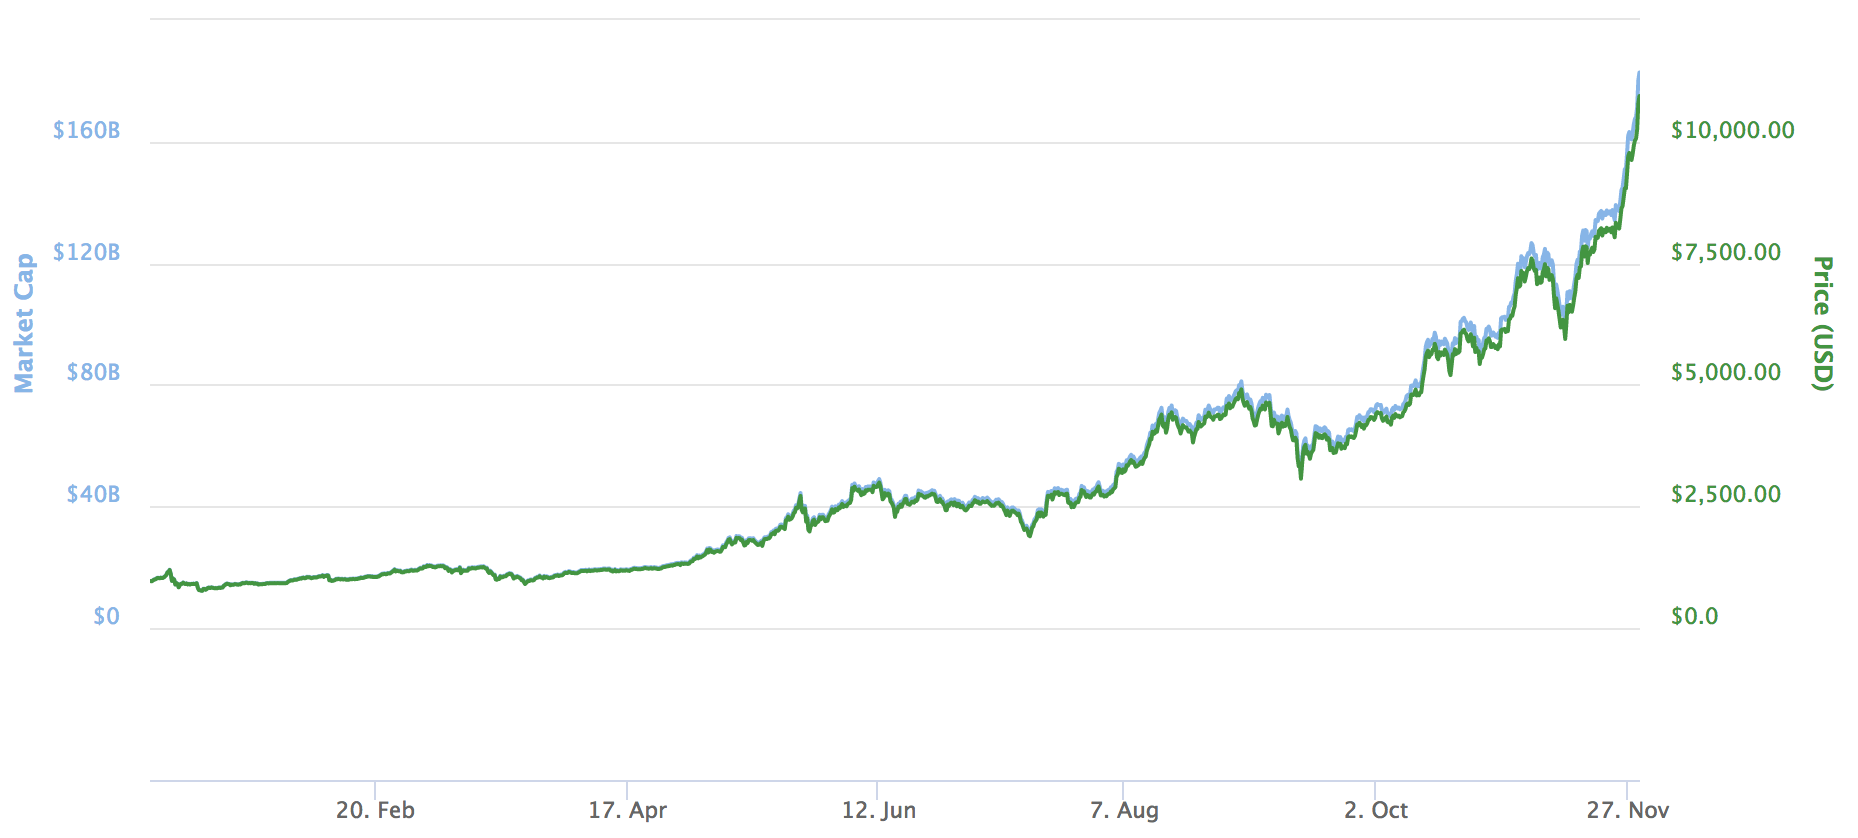 $160B
$120B
$80B
$40B
$0
Market Cap
$10,000.00
$7,500.00
$5,000.00
$2,500.00
$0.0
Price (USD)
20. Feb
17. Apr
12. Jun
7. Aug
2. Oct
27. Nov